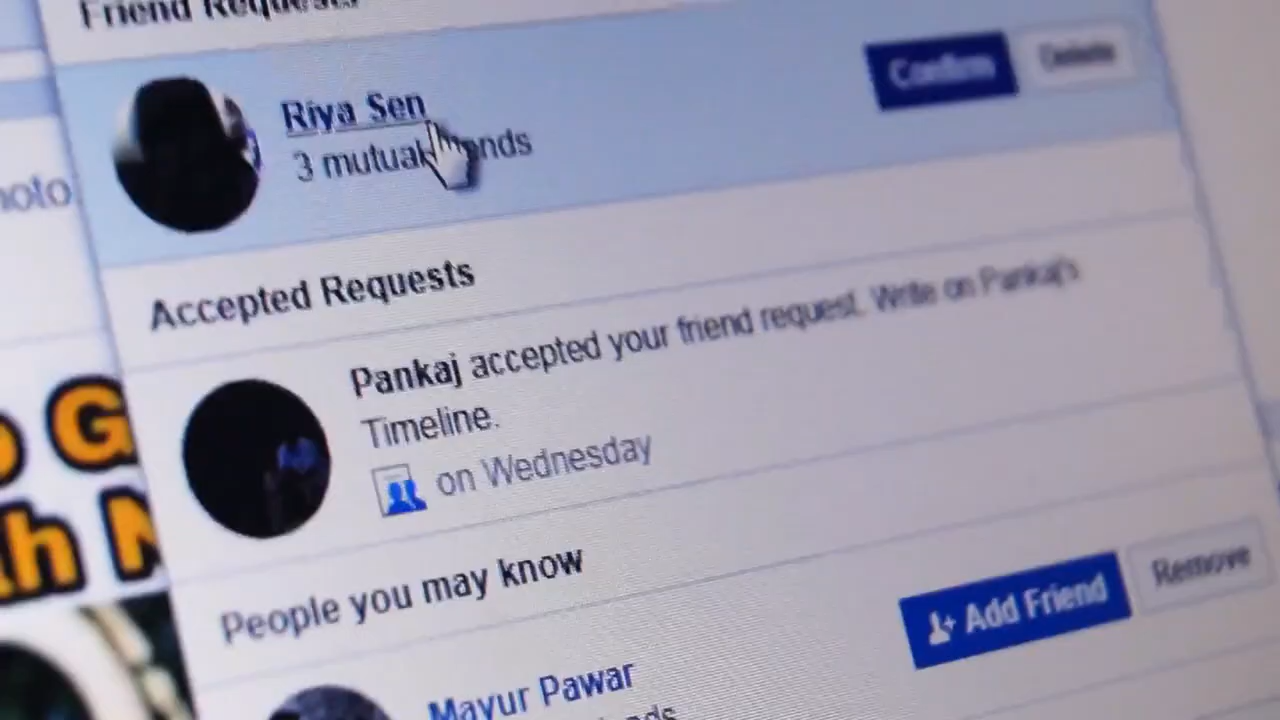 Friend Requests
Riya Sen
Confirm
Delete
3 mutual
Accepted Requests
Pankaj accepted your friend request. Write on Pankaj's
Timeline.
on Wednesday
People you may know
Add Friend
Remove
Mayur Pawar